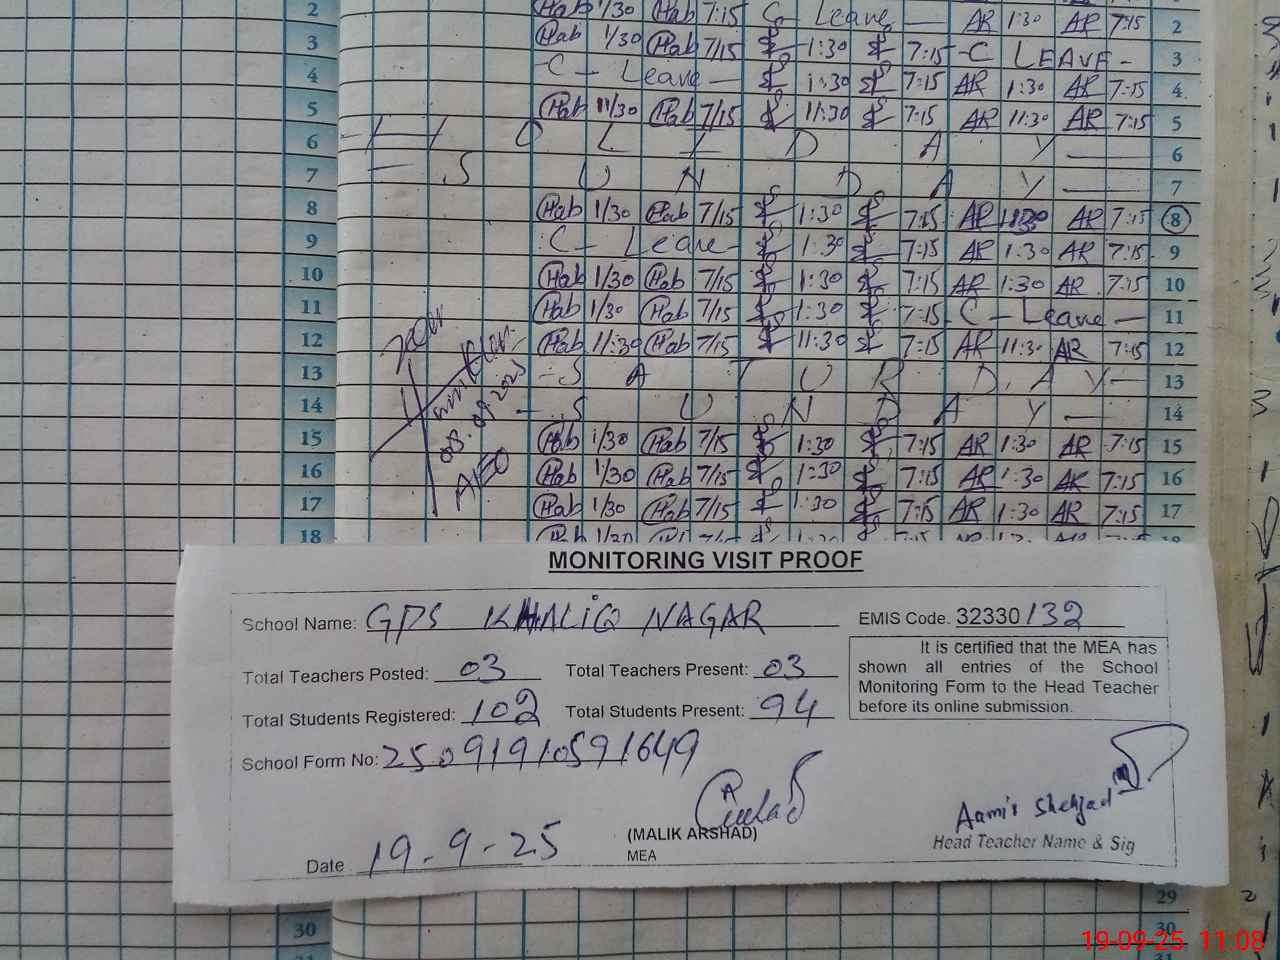 2 Hab 1/30 Hab 7:15 C- Leave — AR 1:30 AR 7:15 2
3 Hab 1/30 Hab 7/15 1:30 7:15 -C LEAVE- 3
4 -C- Leave — 1:30 7:15 AR 1:30 AR 7:15 4
5 Hab 11/30 Hab 7/15 11:30 7:15 AR 11:30 AR 7:15 5
6 -HOLIDAY— 6
7 —SUNDAY— 7
8 Hab 1/30 Hab 7/15 1:30 7:15 AR AR 7:15 8
9 C- Leave- 1:30 7:15 AR 1:30 AR 7:15 9
10 Hab 1/30 Hab 7/15 1:30 7:15 AR 1:30 AR 7:15 10
11 Hab 1/30 Hab 7/15 1:30 7:15 C-Leave- 11
12 Hab 11:30 Hab 7/15 11:30 7:15 AR 11:30 AR 7:15 12
13 -SATURDAY- 13
14 -SUNDAY— 14
15 Hab 1/30 Hab 7/15 1:30 7:15 AR 1:30 AR 7:15 15
16 Hab 1/30 Hab 7/15 1:30 7:15 AR 1:30 AR 7:15 16
17 Hab 1/30 Hab 7/15 1:30 7:15 AR 1:30 AR 7:15 17
18
08.09.2025
AEO
MONITORING VISIT PROOF
School Name: GPS KHALIQ NAGAR EMIS Code. 32330132
Total Teachers Posted: 03 Total Teachers Present: 03
Total Students Registered: 102 Total Students Present: 94
School Form No: 25091910591649
It is certified that the MEA has
shown all entries of the School
Monitoring Form to the Head Teacher
before its online submission.
(MALIK ARSHAD)
MEA
Aamir Shehzad
Head Teacher Name & Sig
Date 19-9-25
29
30 30
31 31
19-09-25 11:08